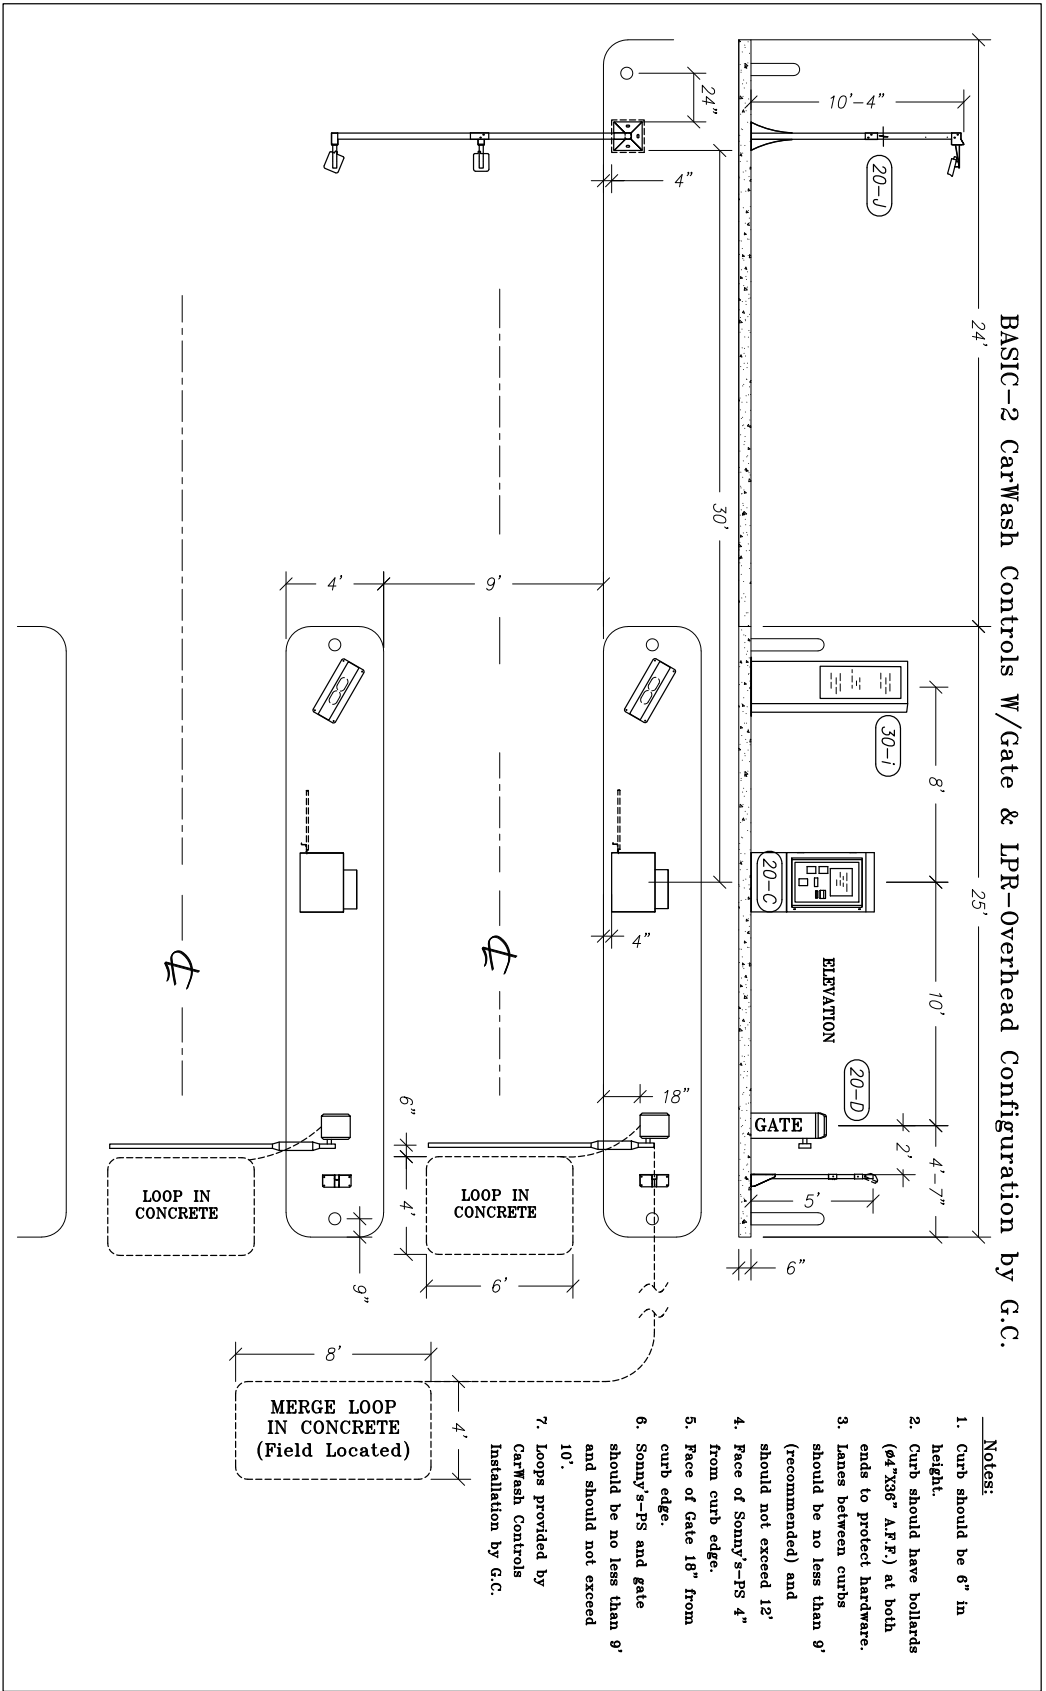 BASIC-2 CarWash Controls W/Gate & LPR-Overhead Configuration by G.C.
24'
25'
10'-4"
20-J
30-i
8'
10'
4'-7"
2'
5'
6"
20-C
20-D
ELEVATION
GATE
24"
4"
30'
4"
18"
9'
4'
6"
4'
6'
9"
LOOP IN
CONCRETE
LOOP IN
CONCRETE
8'
4'
MERGE LOOP
IN CONCRETE
(Field Located)
Notes:
1. Curb should be 6" in
height.
2. Curb should have bollards
(ø4"X36" A.F.F.) at both
ends to protect hardware.
3. Lanes between curbs
should be no less than 9'
(recommended) and
should not exceed 12'
4. Face of Sonny's-PS 4"
from curb edge.
5. Face of Gate 18" from
curb edge.
6. Sonny's-PS and gate
should be no less than 9'
and should not exceed
10'.
7. Loops provided by
CarWash Controls
Installation by G.C.